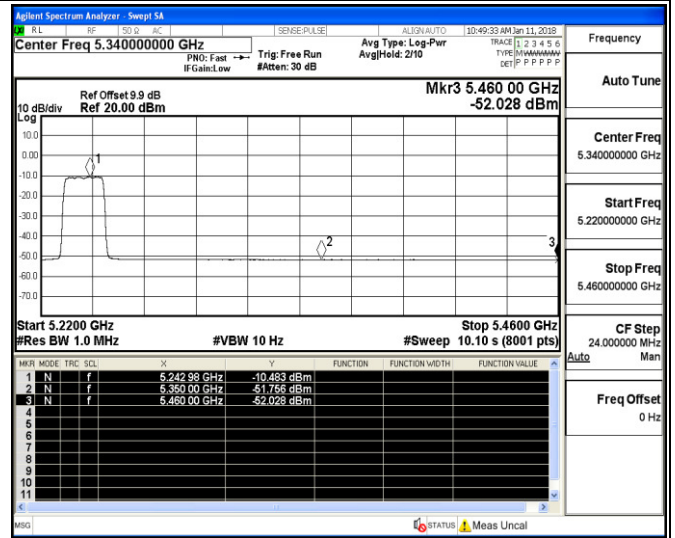 Agilent Spectrum Analyzer - Swept SA
RL RF 50 Ω AC SENSE:PULSE ALIGN AUTO 10:49:33 AM Jan 11, 2018
Center Freq 5.340000000 GHz
PNO: Fast
IFGain:Low
Trig: Free Run
#Atten: 30 dB
Avg Type: Log-Pwr
Avg|Hold: 2/10
TRACE 1 2 3 4 5 6
TYPE MWWWWW
DET P P P P P P
Frequency
Auto Tune
Center Freq
5.340000000 GHz
Start Freq
5.220000000 GHz
Stop Freq
5.460000000 GHz
CF Step
24.000000 MHz
Auto Man
Freq Offset
0 Hz
Mkr3 5.460 00 GHz
-52.028 dBm
Ref Offset 9.9 dB
10 dB/div Ref 20.00 dBm
Log
10.0
0.00
-10.0
-20.0
-30.0
-40.0
-50.0
-60.0
-70.0
1
2
3
Start 5.2200 GHz Stop 5.4600 GHz
#Res BW 1.0 MHz #VBW 10 Hz #Sweep 10.10 s (8001 pts)
MKR MODE TRC SCL X Y FUNCTION FUNCTION WIDTH FUNCTION VALUE
1 N f 5.242 98 GHz -10.483 dBm
2 N f 5.350 00 GHz -51.756 dBm
3 N f 5.460 00 GHz -52.028 dBm
4
5
6
7
8
9
10
11
MSG STATUS Meas Uncal